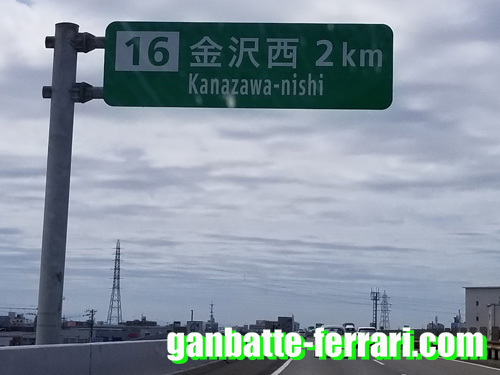 16 金沢西 2km
Kanazawa-nishi
ganbatte-ferrari.com